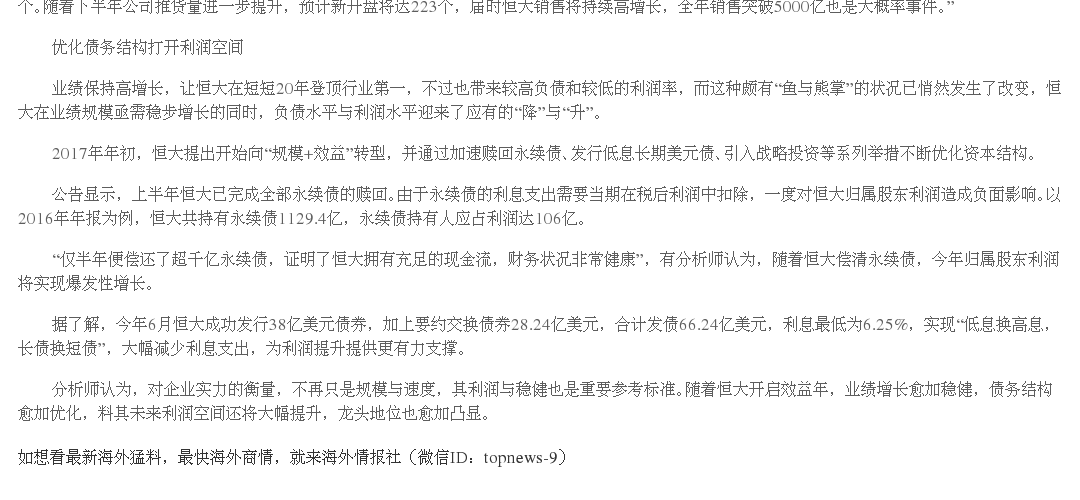 个。随着下半年公司推货量进一步提升，预计新开盘将达223个，届时恒大销售将持续高增长，全年销售突破5000亿也是大概率事件。”
优化债务结构打开利润空间
业绩保持高增长，让恒大在短短20年登顶行业第一，不过也带来较高负债和较低的利润率，而这种颇有“鱼与熊掌”的状况已悄然发生了改变，恒
大在业绩规模亟需稳步增长的同时，负债水平与利润水平迎来了应有的“降”与“升”。
2017年年初，恒大提出开始向“规模+效益”转型，并通过加速赎回永续债、发行低息长期美元债、引入战略投资等系列举措不断优化资本结构。
公告显示，上半年恒大已完成全部永续债的赎回。由于永续债的利息支出需要当期在税后利润中扣除，一度对恒大归属股东利润造成负面影响。以
2016年年报为例，恒大共持有永续债1129.4亿，永续债持有人应占利润达106亿。
“仅半年便偿还了超千亿永续债，证明了恒大拥有充足的现金流，财务状况非常健康”，有分析师认为，随着恒大偿清永续债，今年归属股东利润
将实现爆发性增长。
据了解，今年6月恒大成功发行38亿美元债券，加上要约交换债券28.24亿美元，合计发债66.24亿美元，利息最低为6.25%，实现“低息换高息，
长债换短债”，大幅减少利息支出，为利润提升提供更有力支撑。
分析师认为，对企业实力的衡量，不再只是规模与速度，其利润与稳健也是重要参考标准。随着恒大开启效益年，业绩增长愈加稳健，债务结构
愈加优化，料其未来利润空间还将大幅提升，龙头地位也愈加凸显。
如想看最新海外猛料，最快海外商情，就来海外情报社（微信ID：topnews-9）